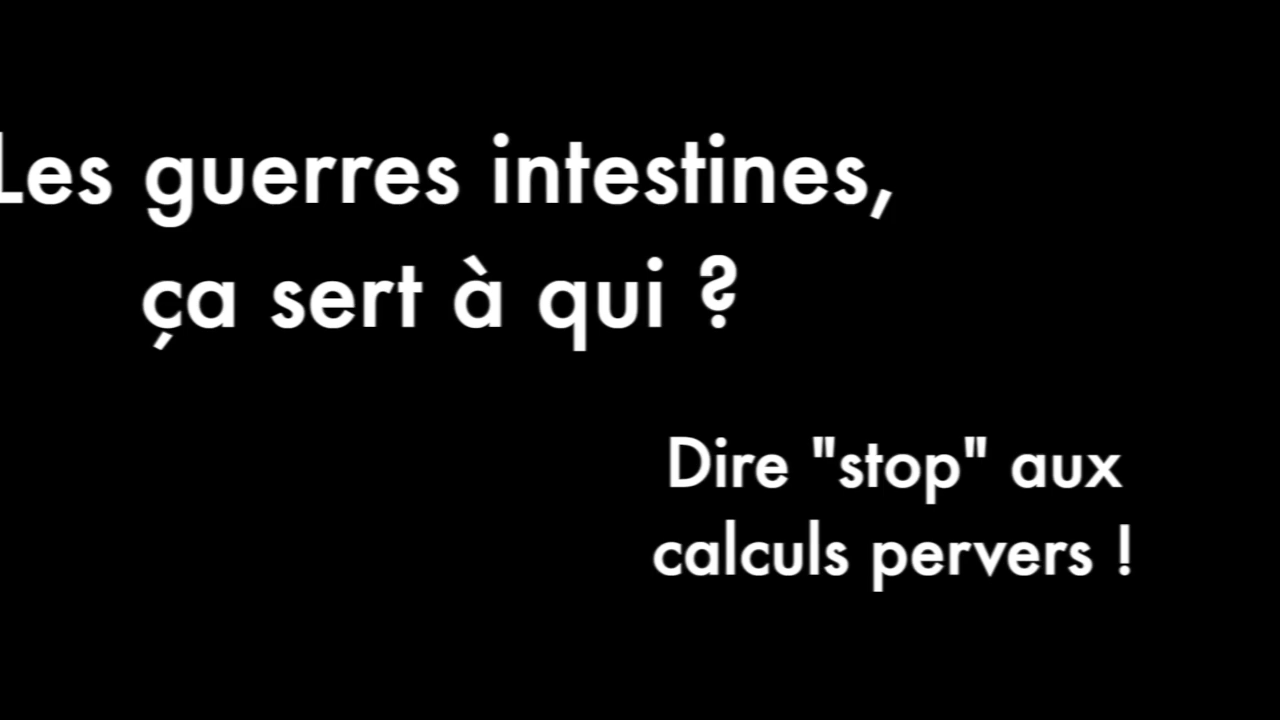 Les guerres intestines,
ça sert à qui ?
Dire "stop" aux
calculs pervers !